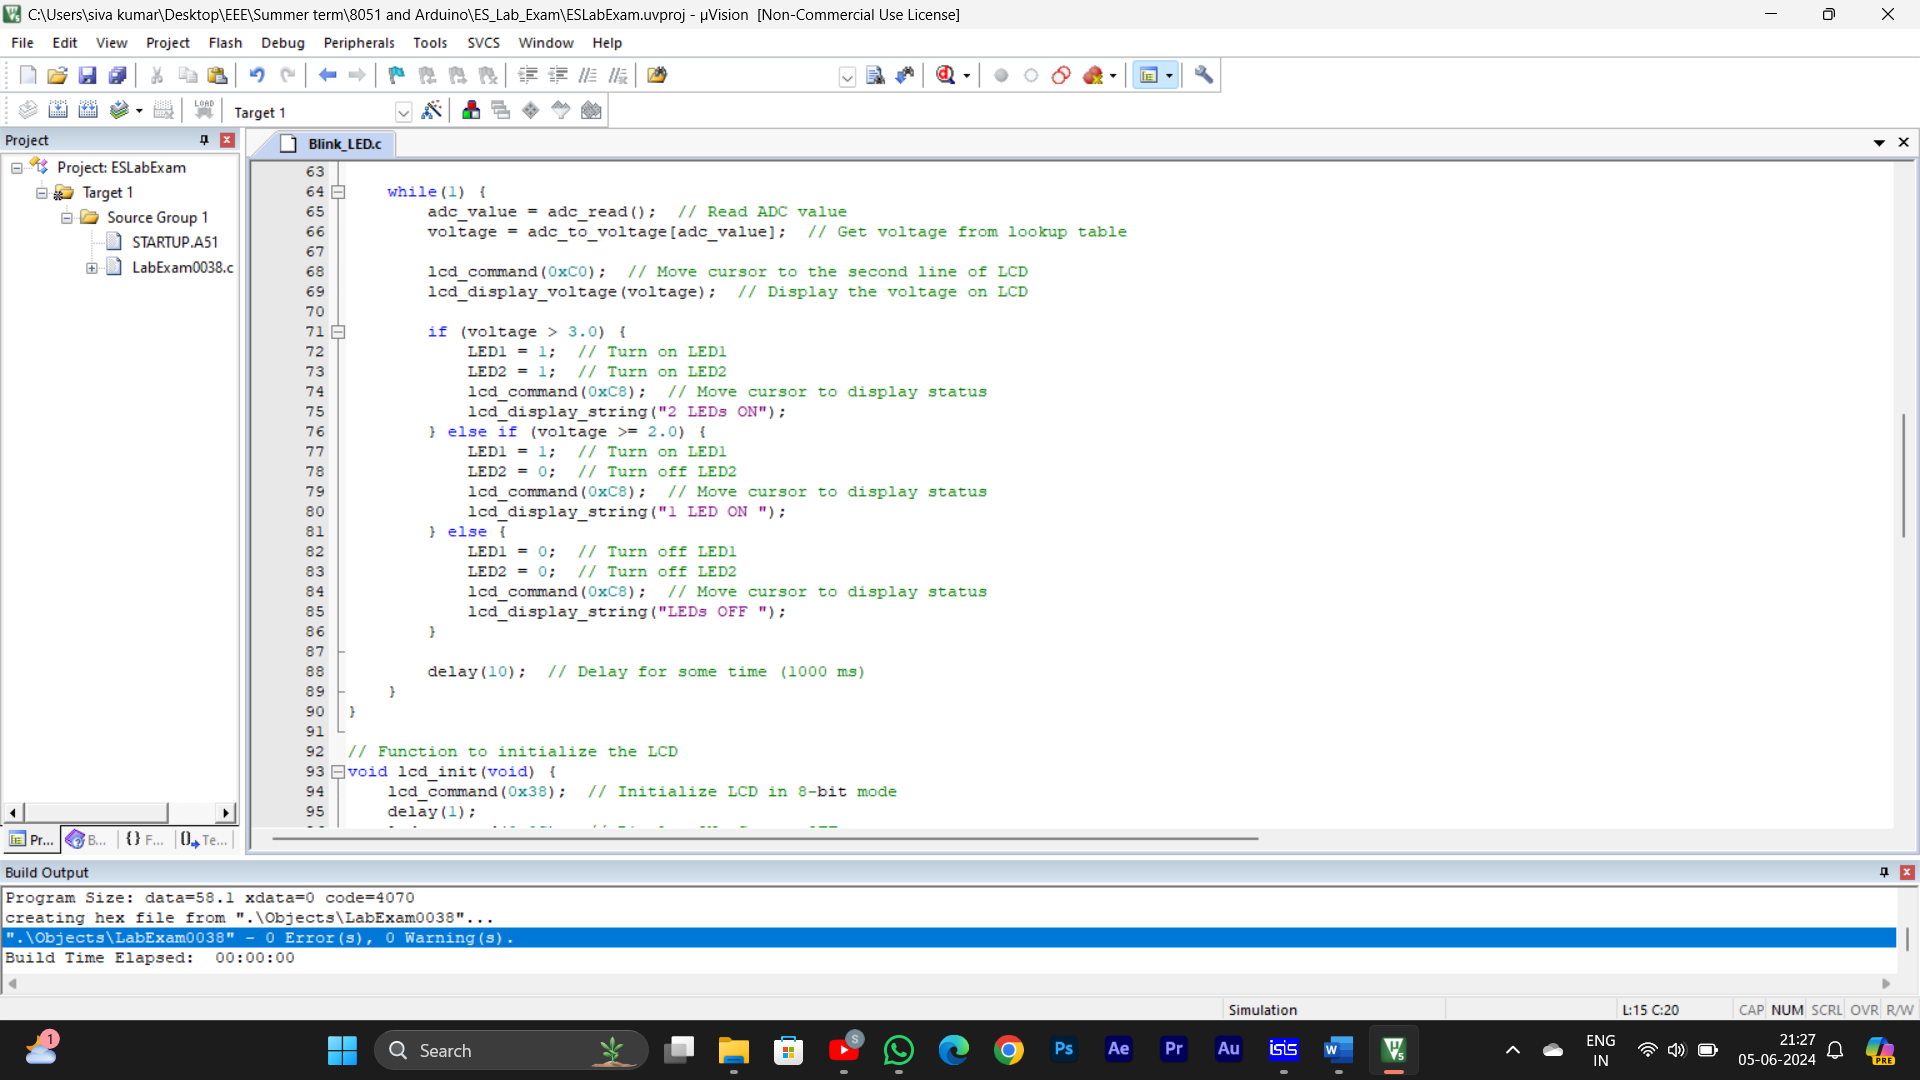 C:\Users\siva kumar\Desktop\EEE\Summer term\8051 and Arduino\ES_Lab_Exam\ESLabExam.uvproj - µVision [Non-Commercial Use License]
File Edit View Project Flash Debug Peripherals Tools SVCS Window Help
LOAD Target 1
Project
Project: ESLabExam
Target 1
Source Group 1
STARTUP.A51
LabExam0038.c
Pr... B... {} F... Te...
Blink_LED.c
63
64 while(1) {
65 adc_value = adc_read(); // Read ADC value
66 voltage = adc_to_voltage[adc_value]; // Get voltage from lookup table
67
68 lcd_command(0xC0); // Move cursor to the second line of LCD
69 lcd_display_voltage(voltage); // Display the voltage on LCD
70
71 if (voltage > 3.0) {
72 LED1 = 1; // Turn on LED1
73 LED2 = 1; // Turn on LED2
74 lcd_command(0xC8); // Move cursor to display status
75 lcd_display_string("2 LEDs ON");
76 } else if (voltage >= 2.0) {
77 LED1 = 1; // Turn on LED1
78 LED2 = 0; // Turn off LED2
79 lcd_command(0xC8); // Move cursor to display status
80 lcd_display_string("1 LED ON ");
81 } else {
82 LED1 = 0; // Turn off LED1
83 LED2 = 0; // Turn off LED2
84 lcd_command(0xC8); // Move cursor to display status
85 lcd_display_string("LEDs OFF ");
86 }
87
88 delay(10); // Delay for some time (1000 ms)
89 }
90 }
91
92 // Function to initialize the LCD
93 void lcd_init(void) {
94 lcd_command(0x38); // Initialize LCD in 8-bit mode
95 delay(1);
Build Output
Program Size: data=58.1 xdata=0 code=4070
creating hex file from ".\Objects\LabExam0038"...
".\Objects\LabExam0038" - 0 Error(s), 0 Warning(s).
Build Time Elapsed: 00:00:00
Simulation L:15 C:20 CAP NUM SCRL OVR R/W
1 Search S Ps Ae Pr Au isis W ENG IN 21:27 05-06-2024 PRE